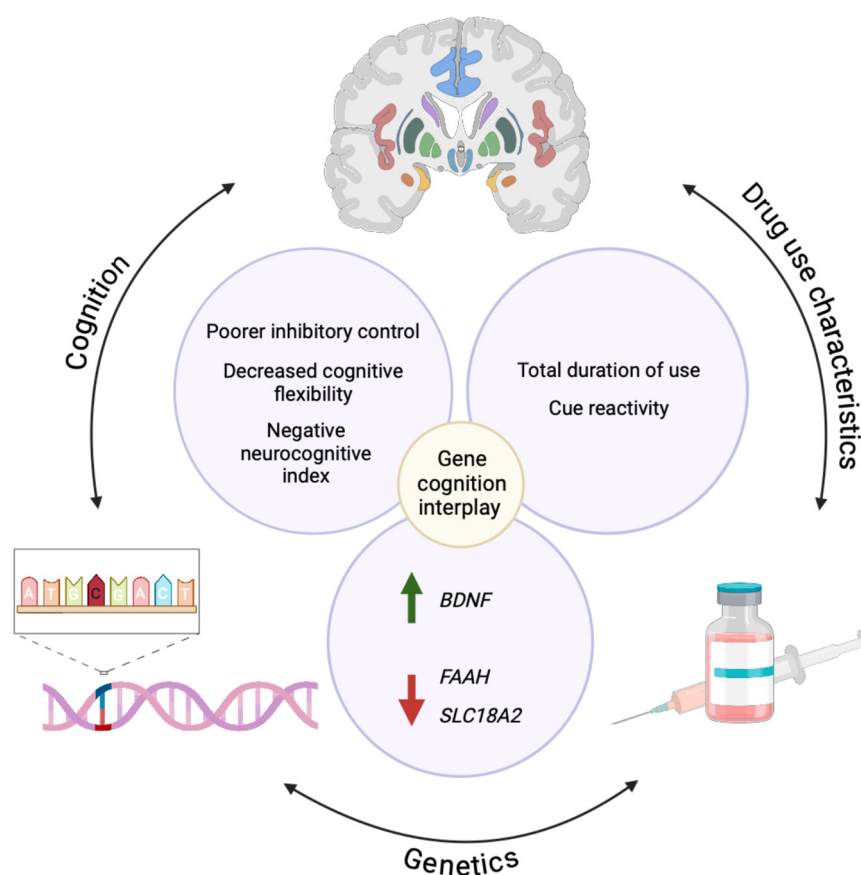 Cognition
Drug use characteristics
Poorer inhibitory control
Decreased cognitive
flexibility
Negative
neurocognitive
index
Total duration of use
Cue reactivity
Gene
cognition
interplay
A T G C G A C T
BDNF
FAAH
SLC18A2
Genetics